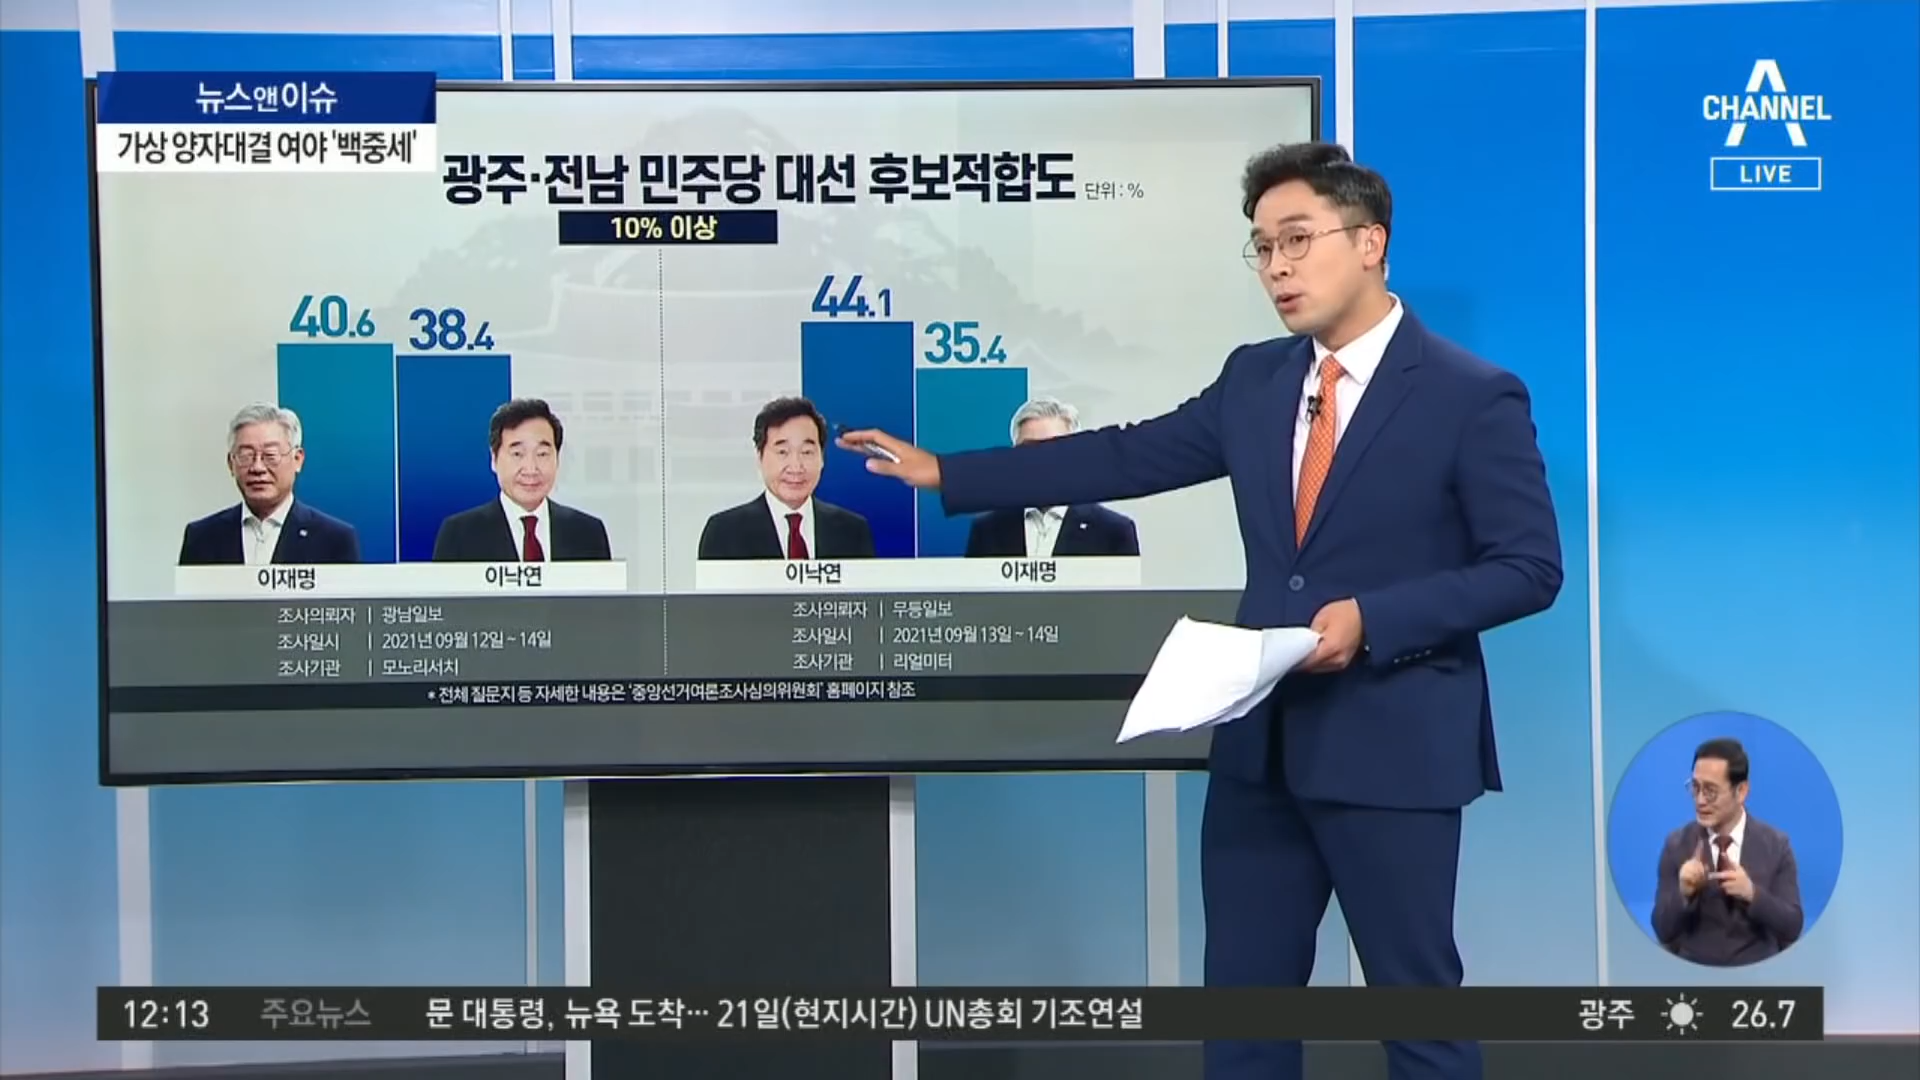 뉴스앤이슈
가상 양자대결 여야 '백중세'
CHANNEL A
LIVE
광주·전남 민주당 대선 후보적합도 단위 : %
10% 이상
40.6
38.4
44.1
35.4
이재명
이낙연
이낙연
이재명
조사의뢰자 | 광남일보
조사일시 | 2021년 09월 12일 ~ 14일
조사기관 | 모노리서치
조사의뢰자 | 무등일보
조사일시 | 2021년 09월 13일 ~ 14일
조사기관 | 리얼미터
* 전체 질문지 등 자세한 내용은 '중앙선거여론조사심의위원회' 홈페이지 참조
12:13 주요뉴스 문 대통령, 뉴욕 도착… 21일(현지시간) UN총회 기조연설 광주 26.7